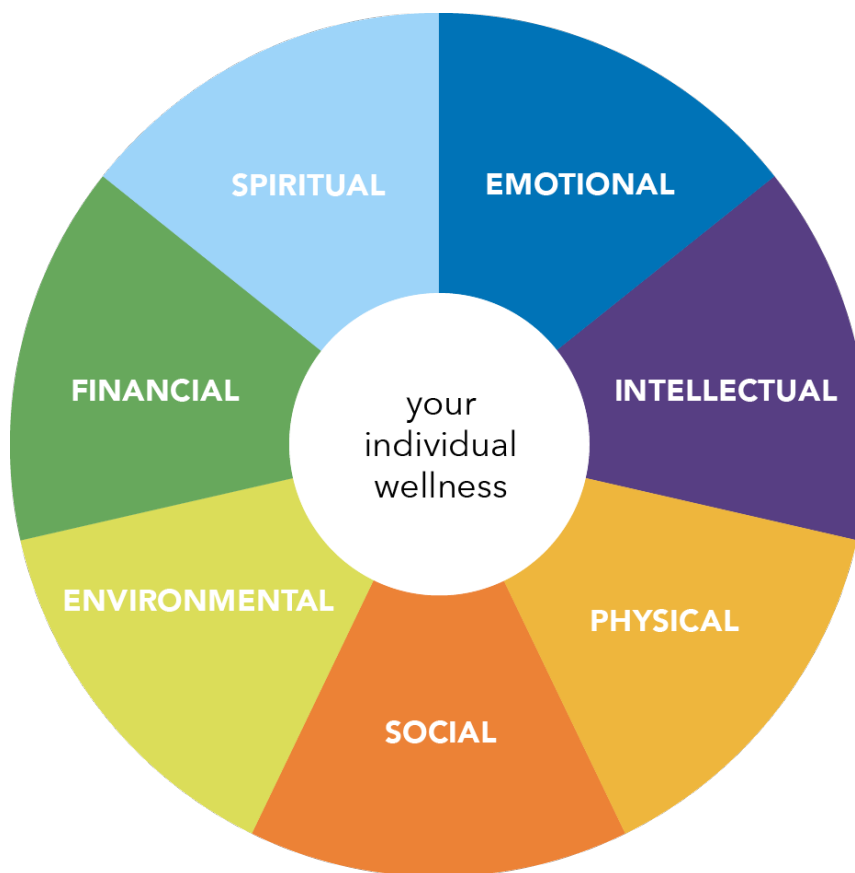 SPIRITUAL
EMOTIONAL
FINANCIAL
INTELLECTUAL
your
individual
wellness
ENVIRONMENTAL
PHYSICAL
SOCIAL